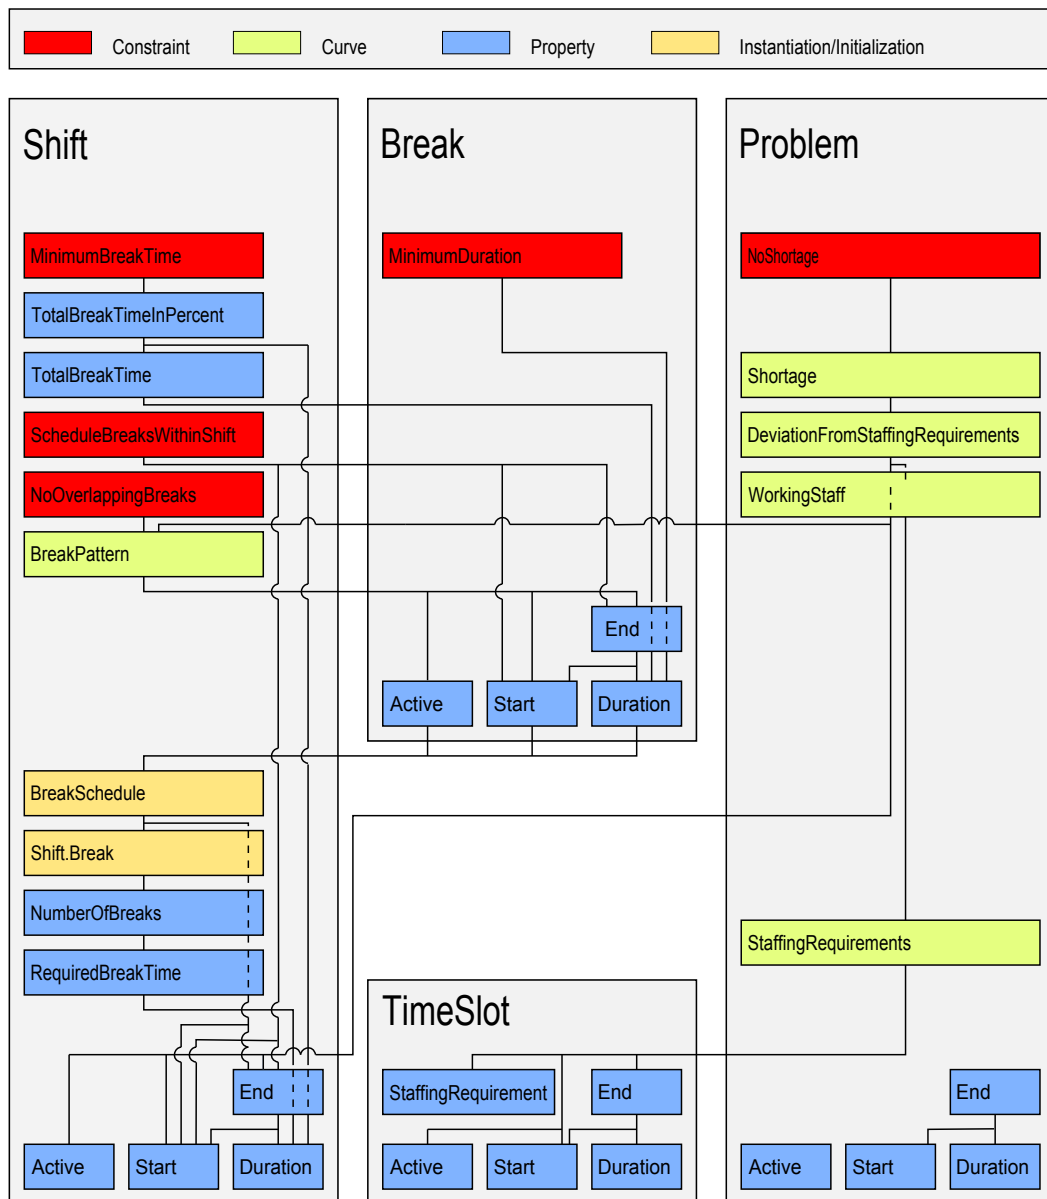 Constraint
Curve
Property
Instantiation/Initialization
Shift
MinimumBreakTime
TotalBreakTimeInPercent
TotalBreakTime
ScheduleBreaksWithinShift
NoOverlappingBreaks
BreakPattern
BreakSchedule
Shift.Break
NumberOfBreaks
RequiredBreakTime
End
Active
Start
Duration
Break
MinimumDuration
End
Active
Start
Duration
TimeSlot
StaffingRequirement
End
Active
Start
Duration
Problem
NoShortage
Shortage
DeviationFromStaffingRequirements
WorkingStaff
StaffingRequirements
End
Active
Start
Duration